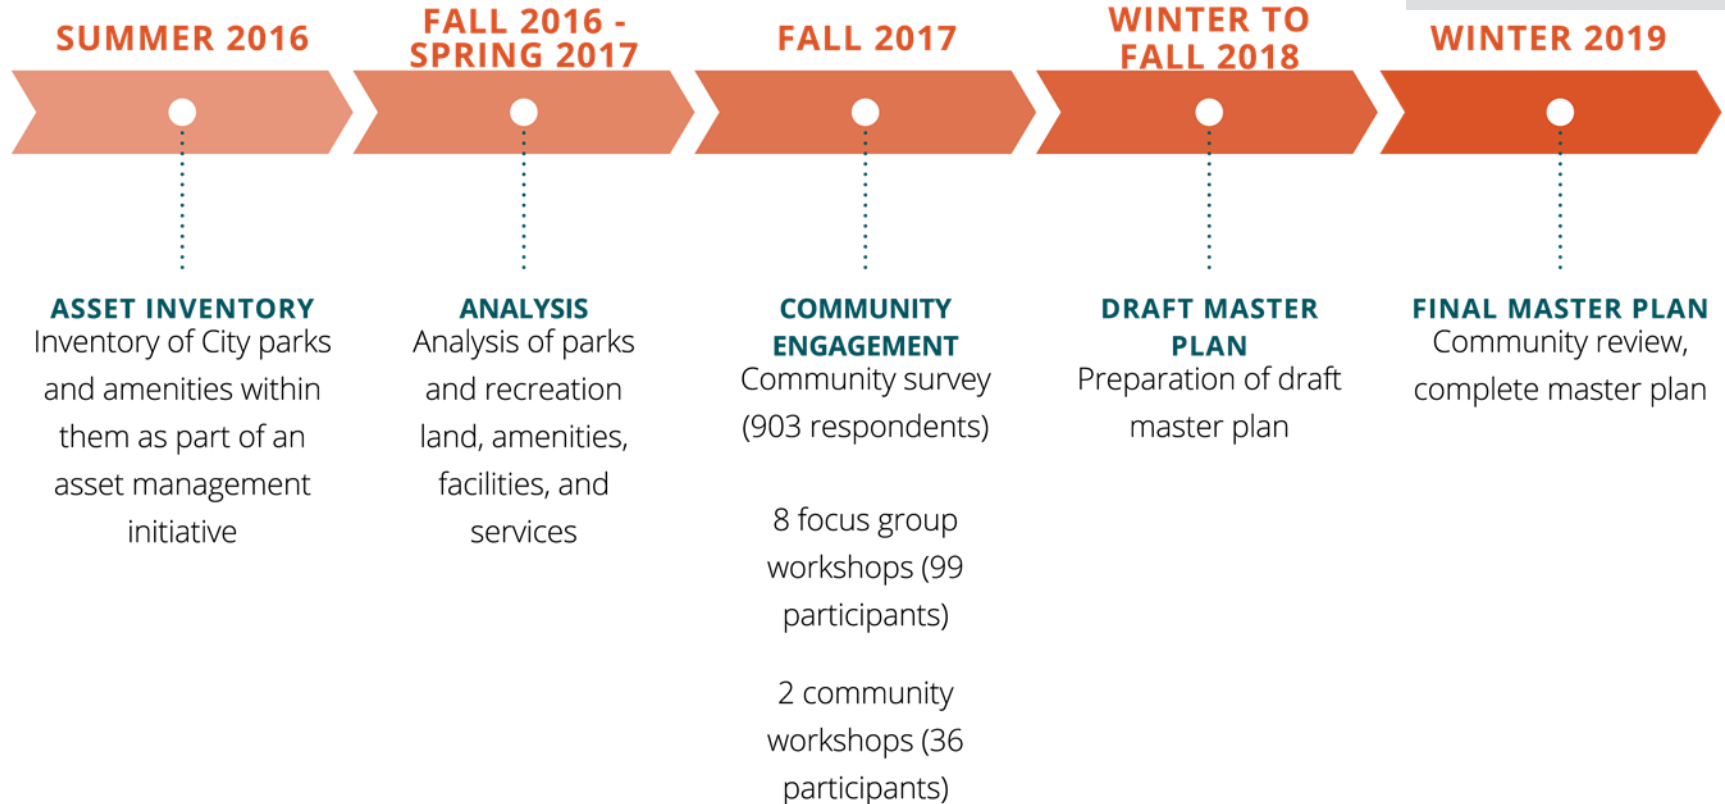 SUMMER 2016
FALL 2016 -
SPRING 2017
FALL 2017
WINTER TO
FALL 2018
WINTER 2019
ASSET INVENTORY
Inventory of City parks
and amenities within
them as part of an
asset management
initiative
ANALYSIS
Analysis of parks
and recreation
land, amenities,
facilities, and
services
COMMUNITY
ENGAGEMENT
Community survey
(903 respondents)
8 focus group
workshops (99
participants)
2 community
workshops (36
participants)
DRAFT MASTER
PLAN
Preparation of draft
master plan
FINAL MASTER PLAN
Community review,
complete master plan